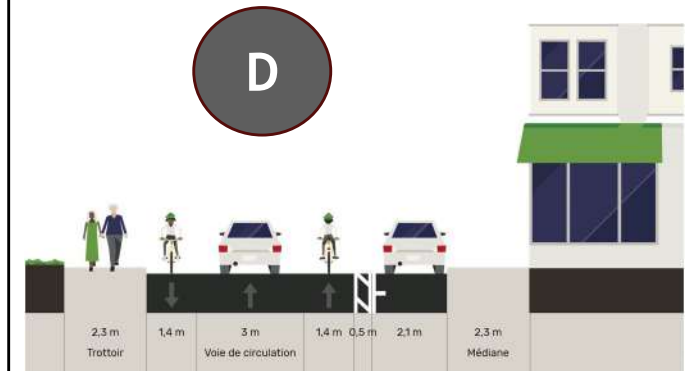 D
2,3 m 1,4 m 3 m 1,4 m 0,5 m 2,1 m 2,3 m
Trottoir Voie de circulation Médiane